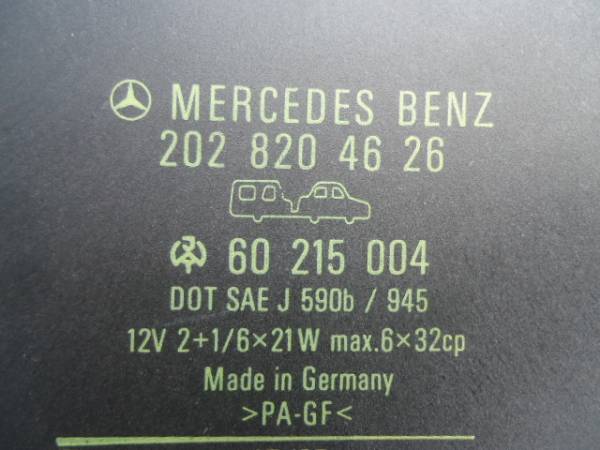 MERCEDES BENZ
202 820 46 26
60 215 004
DOT SAE J 590b / 945
12V 2+1/6×21W max.6×32cp
Made in Germany
>PA-GF<